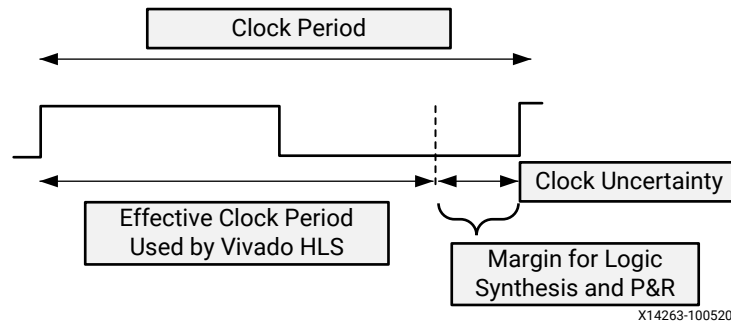 Clock Period
Clock Uncertainty
Effective Clock Period
Used by Vivado HLS
Margin for Logic
Synthesis and P&R
X14263-100520